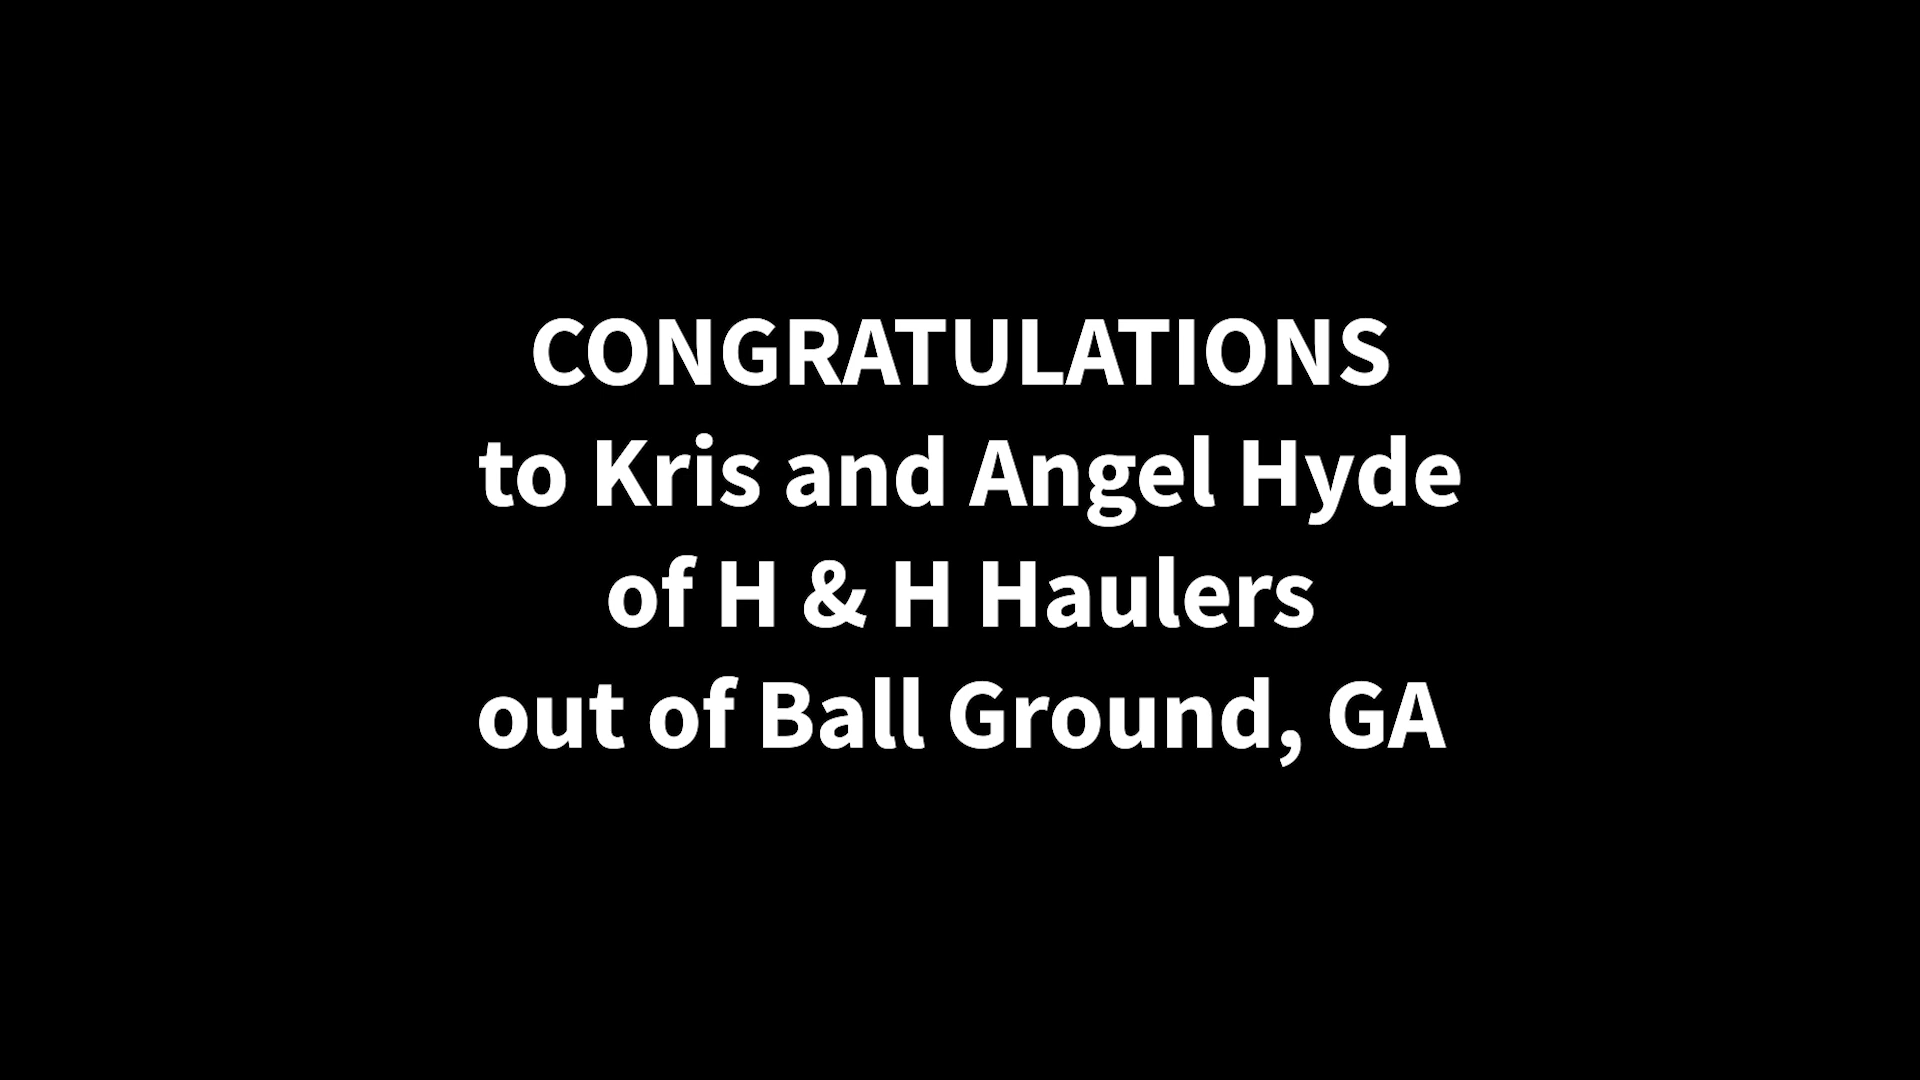 CONGRATULATIONS
to Kris and Angel Hyde
of H & H Haulers
out of Ball Ground, GA